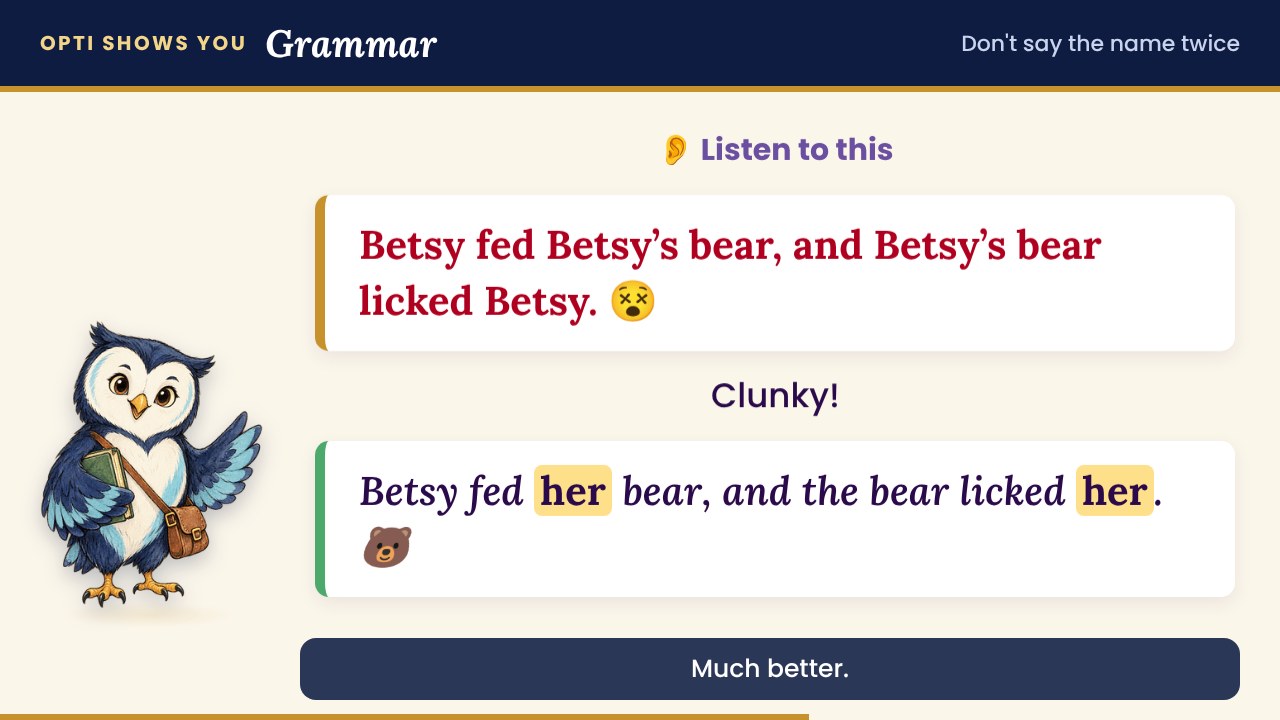 OPTI SHOWS YOU Grammar
Don't say the name twice
👂 Listen to this
Betsy fed Betsy’s bear, and Betsy’s bear
licked Betsy. 😵
Clunky!
Betsy fed her bear, and the bear licked her.
🐻
Much better.